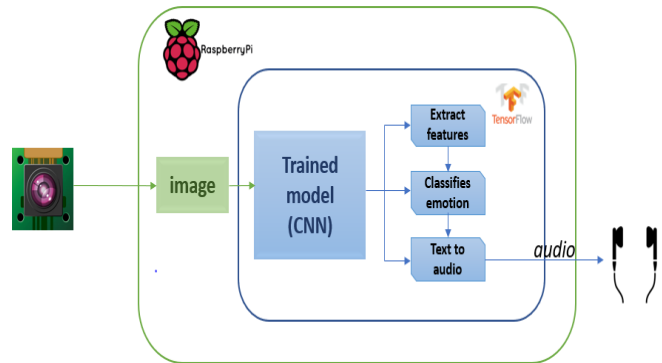 RaspberryPi
TensorFlow
Extract
features
image
Trained
model
(CNN)
Classifies
emotion
Text to
audio
audio